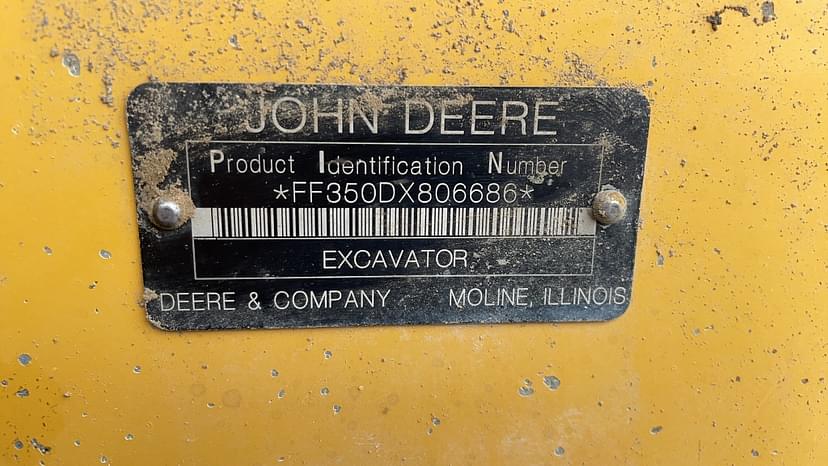 JOHN DEERE
Product Identification Number
*FF350DX806686*
EXCAVATOR
DEERE & COMPANY MOLINE, ILLINOIS